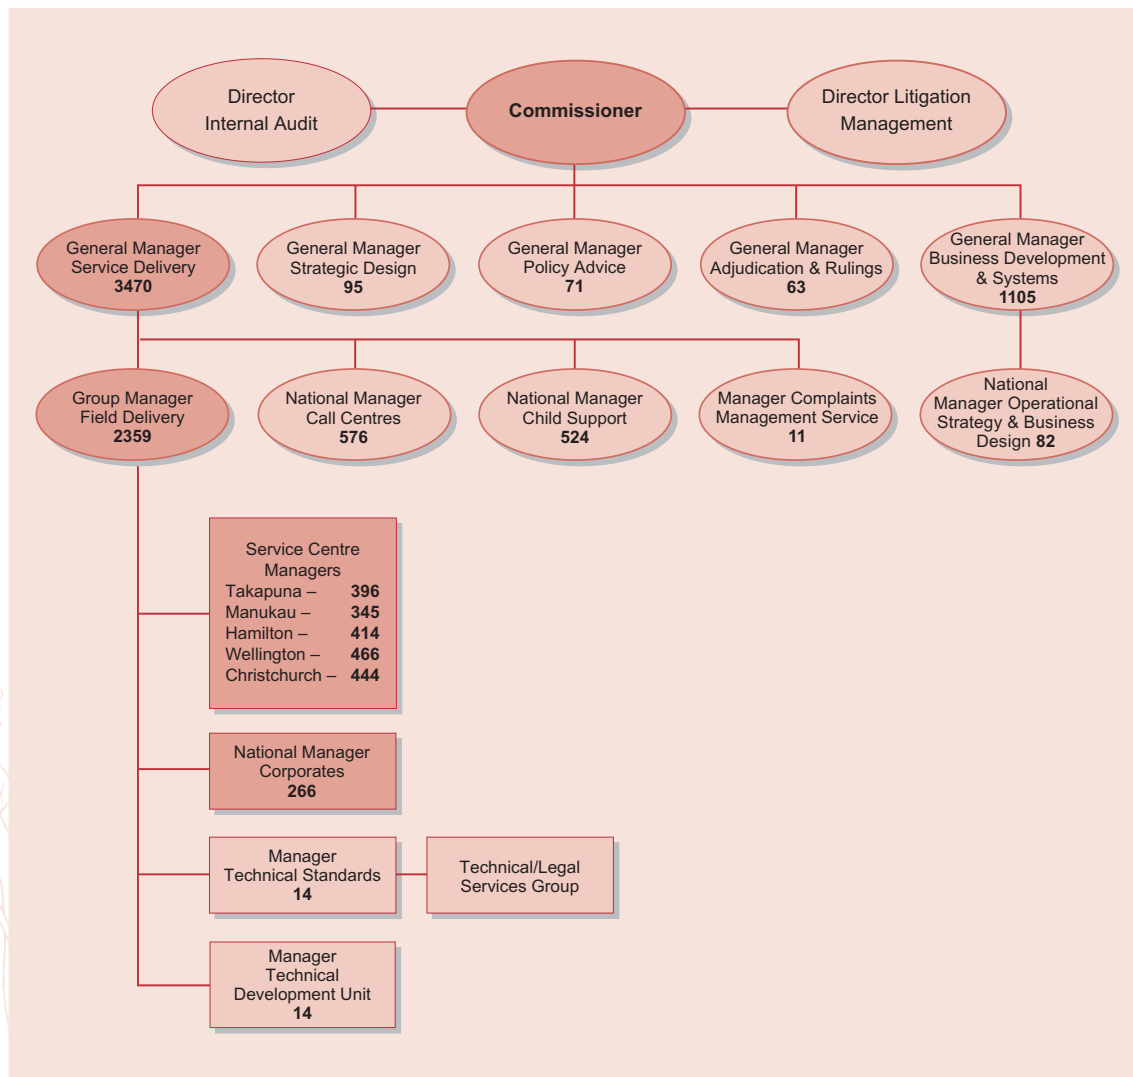 Director
Internal Audit
Commissioner
Director Litigation
Management
General Manager
Service Delivery
3470
General Manager
Strategic Design
95
General Manager
Policy Advice
71
General Manager
Adjudication & Rulings
63
General Manager
Business Development
& Systems
1105
Group Manager
Field Delivery
2359
National Manager
Call Centres
576
National Manager
Child Support
524
Manager Complaints
Management Service
11
National
Manager Operational
Strategy & Business
Design 82
Service Centre
Managers
Takapuna – 396
Manukau – 345
Hamilton – 414
Wellington – 466
Christchurch – 444
National Manager
Corporates
266
Manager
Technical Standards
14
Technical/Legal
Services Group
Manager
Technical
Development Unit
14